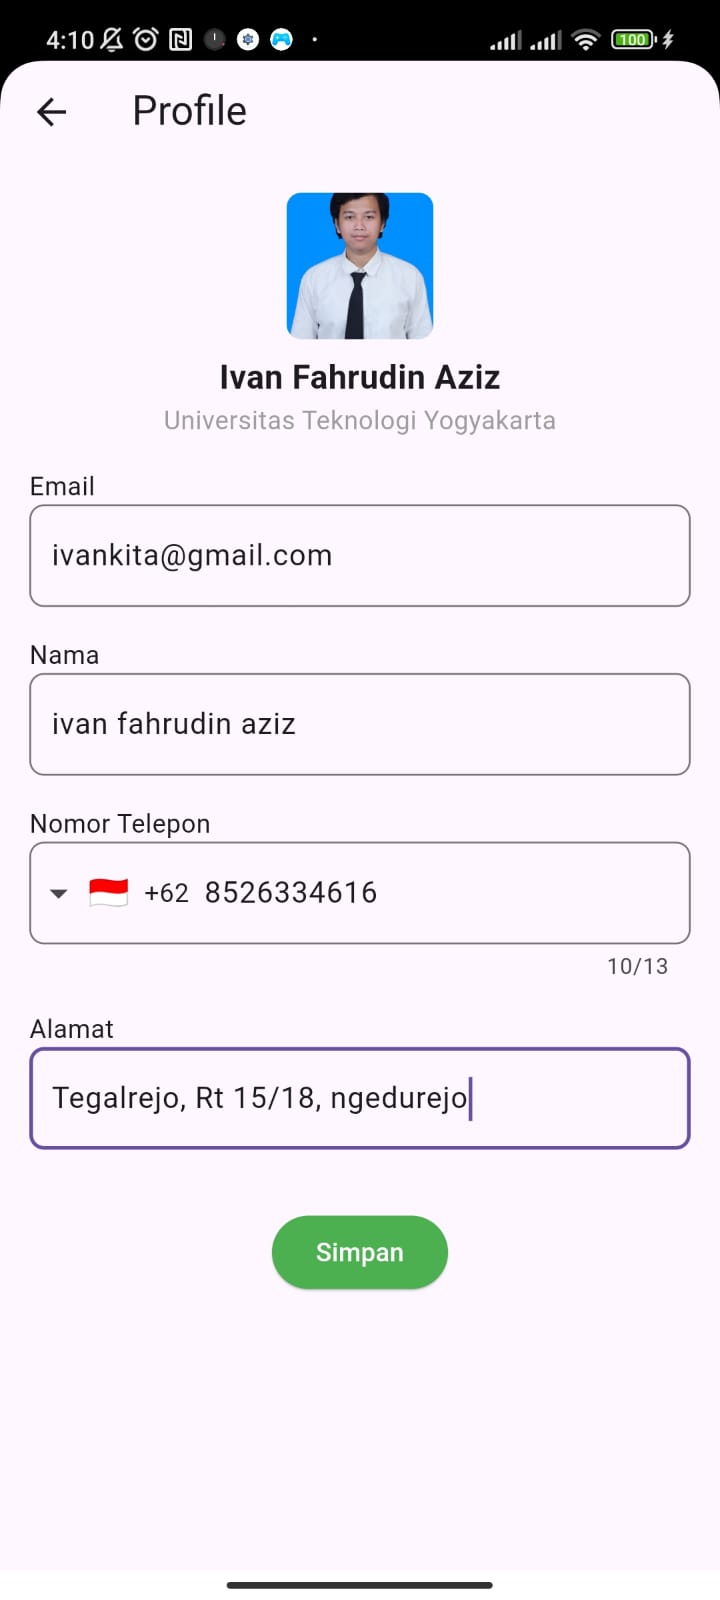 4:10
100
Profile
Ivan Fahrudin Aziz
Universitas Teknologi Yogyakarta
Email
ivankita@gmail.com
Nama
ivan fahrudin aziz
Nomor Telepon
+62 8526334616
10/13
Alamat
Tegalrejo, Rt 15/18, ngedurejo
Simpan